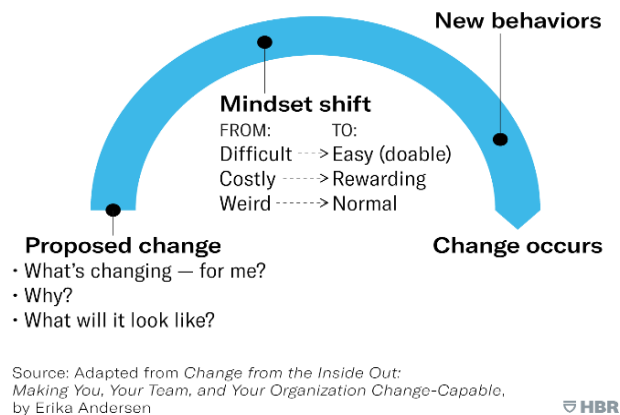 New behaviors
Mindset shift
FROM: TO:
Difficult ----> Easy (doable)
Costly -----> Rewarding
Weird ------> Normal
Proposed change
• What's changing — for me?
• Why?
• What will it look like?
Change occurs
Source: Adapted from Change from the Inside Out:
Making You, Your Team, and Your Organization Change-Capable,
by Erika Andersen
HBR